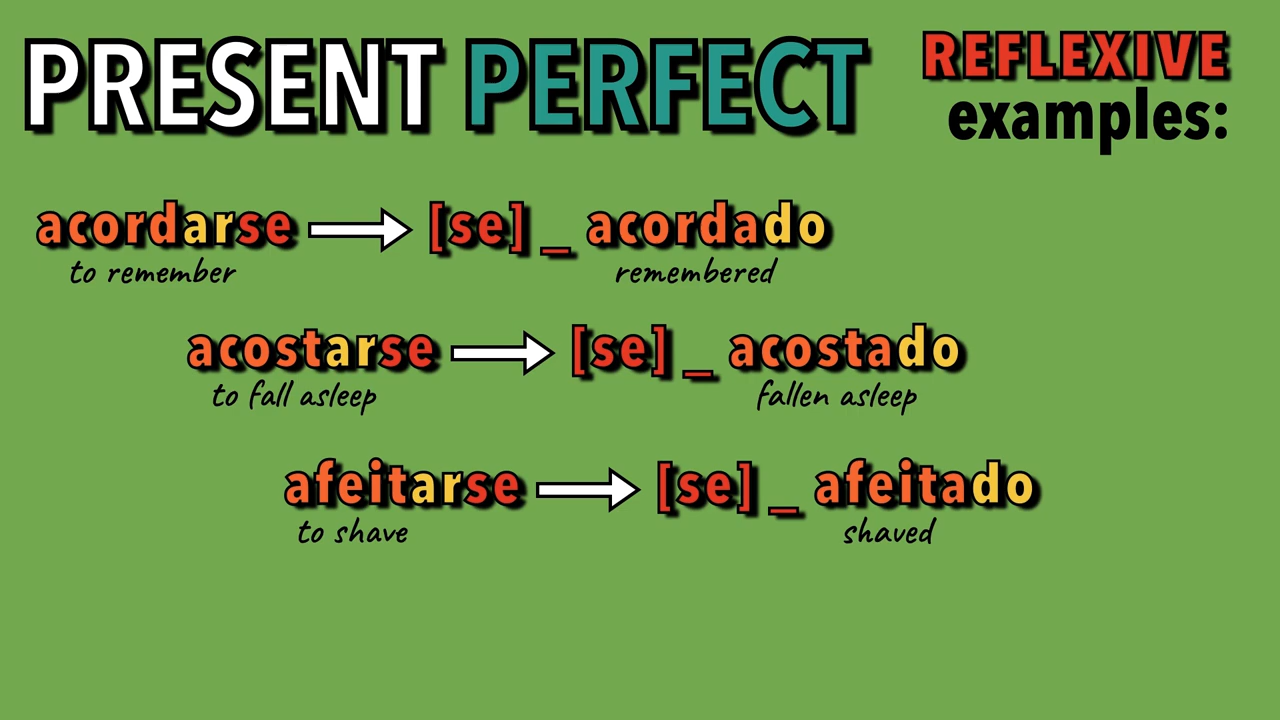 PRESENT PERFECT
REFLEXIVE
examples:
acordarse [se] _ acordado
to remember remembered
acostarse [se] _ acostado
to fall asleep fallen asleep
afeitarse [se] _ afeitado
to shave shaved